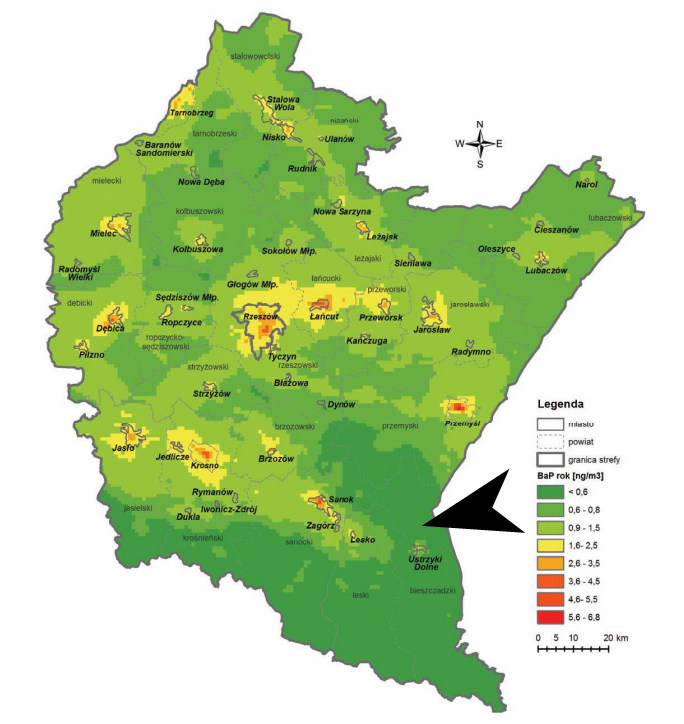 stalowowolski
Stalowa
Wola
Tarnobrzeg
niżański
tarnobrzeski
Nisko
Ulanów
Baranów
Sandomierski
Rudnik
mielecki
Nowa Dęba
Narol
kolbuszowski
Nowa Sarzyna
lubaczowski
Mielec
Cieszanów
Leżajsk
Kolbuszowa
Sokołów Młp.
Oleszyce
leżajski
Sieniawa
Lubaczów
Radomyśl
Wielki
Głogów Młp.
łańcucki
przeworski
dębicki
Sędziszów Młp.
jarosławski
Rzeszów
Łańcut
Przeworsk
Ropczyce
Dębica
Jarosław
ropczycko-
sędziszowski
Kańczuga
Pilzno
Tyczyn
Radymno
rzeszowski
strzyżowski
Błażowa
Strzyżów
Dynów
Przemyśl
brzozowski
przemyski
Jasło
Jedlicze
Krosno
Brzozów
Rymanów
Sanok
jasielski
Iwonicz-Zdrój
Dukla
Zagórz
krośnieński
sanocki
Lesko
Ustrzyki
Dolne
leski
bieszczadzki
N
W E
S
Legenda
miasto
powiat
granica strefy
BaP rok [ng/m3]
< 0,6
0,6 - 0,8
0,9 - 1,5
1,6- 2,5
2,6 - 3,5
3,6 - 4,5
4,6- 5,5
5,6 - 6,8
0 5 10 20 km